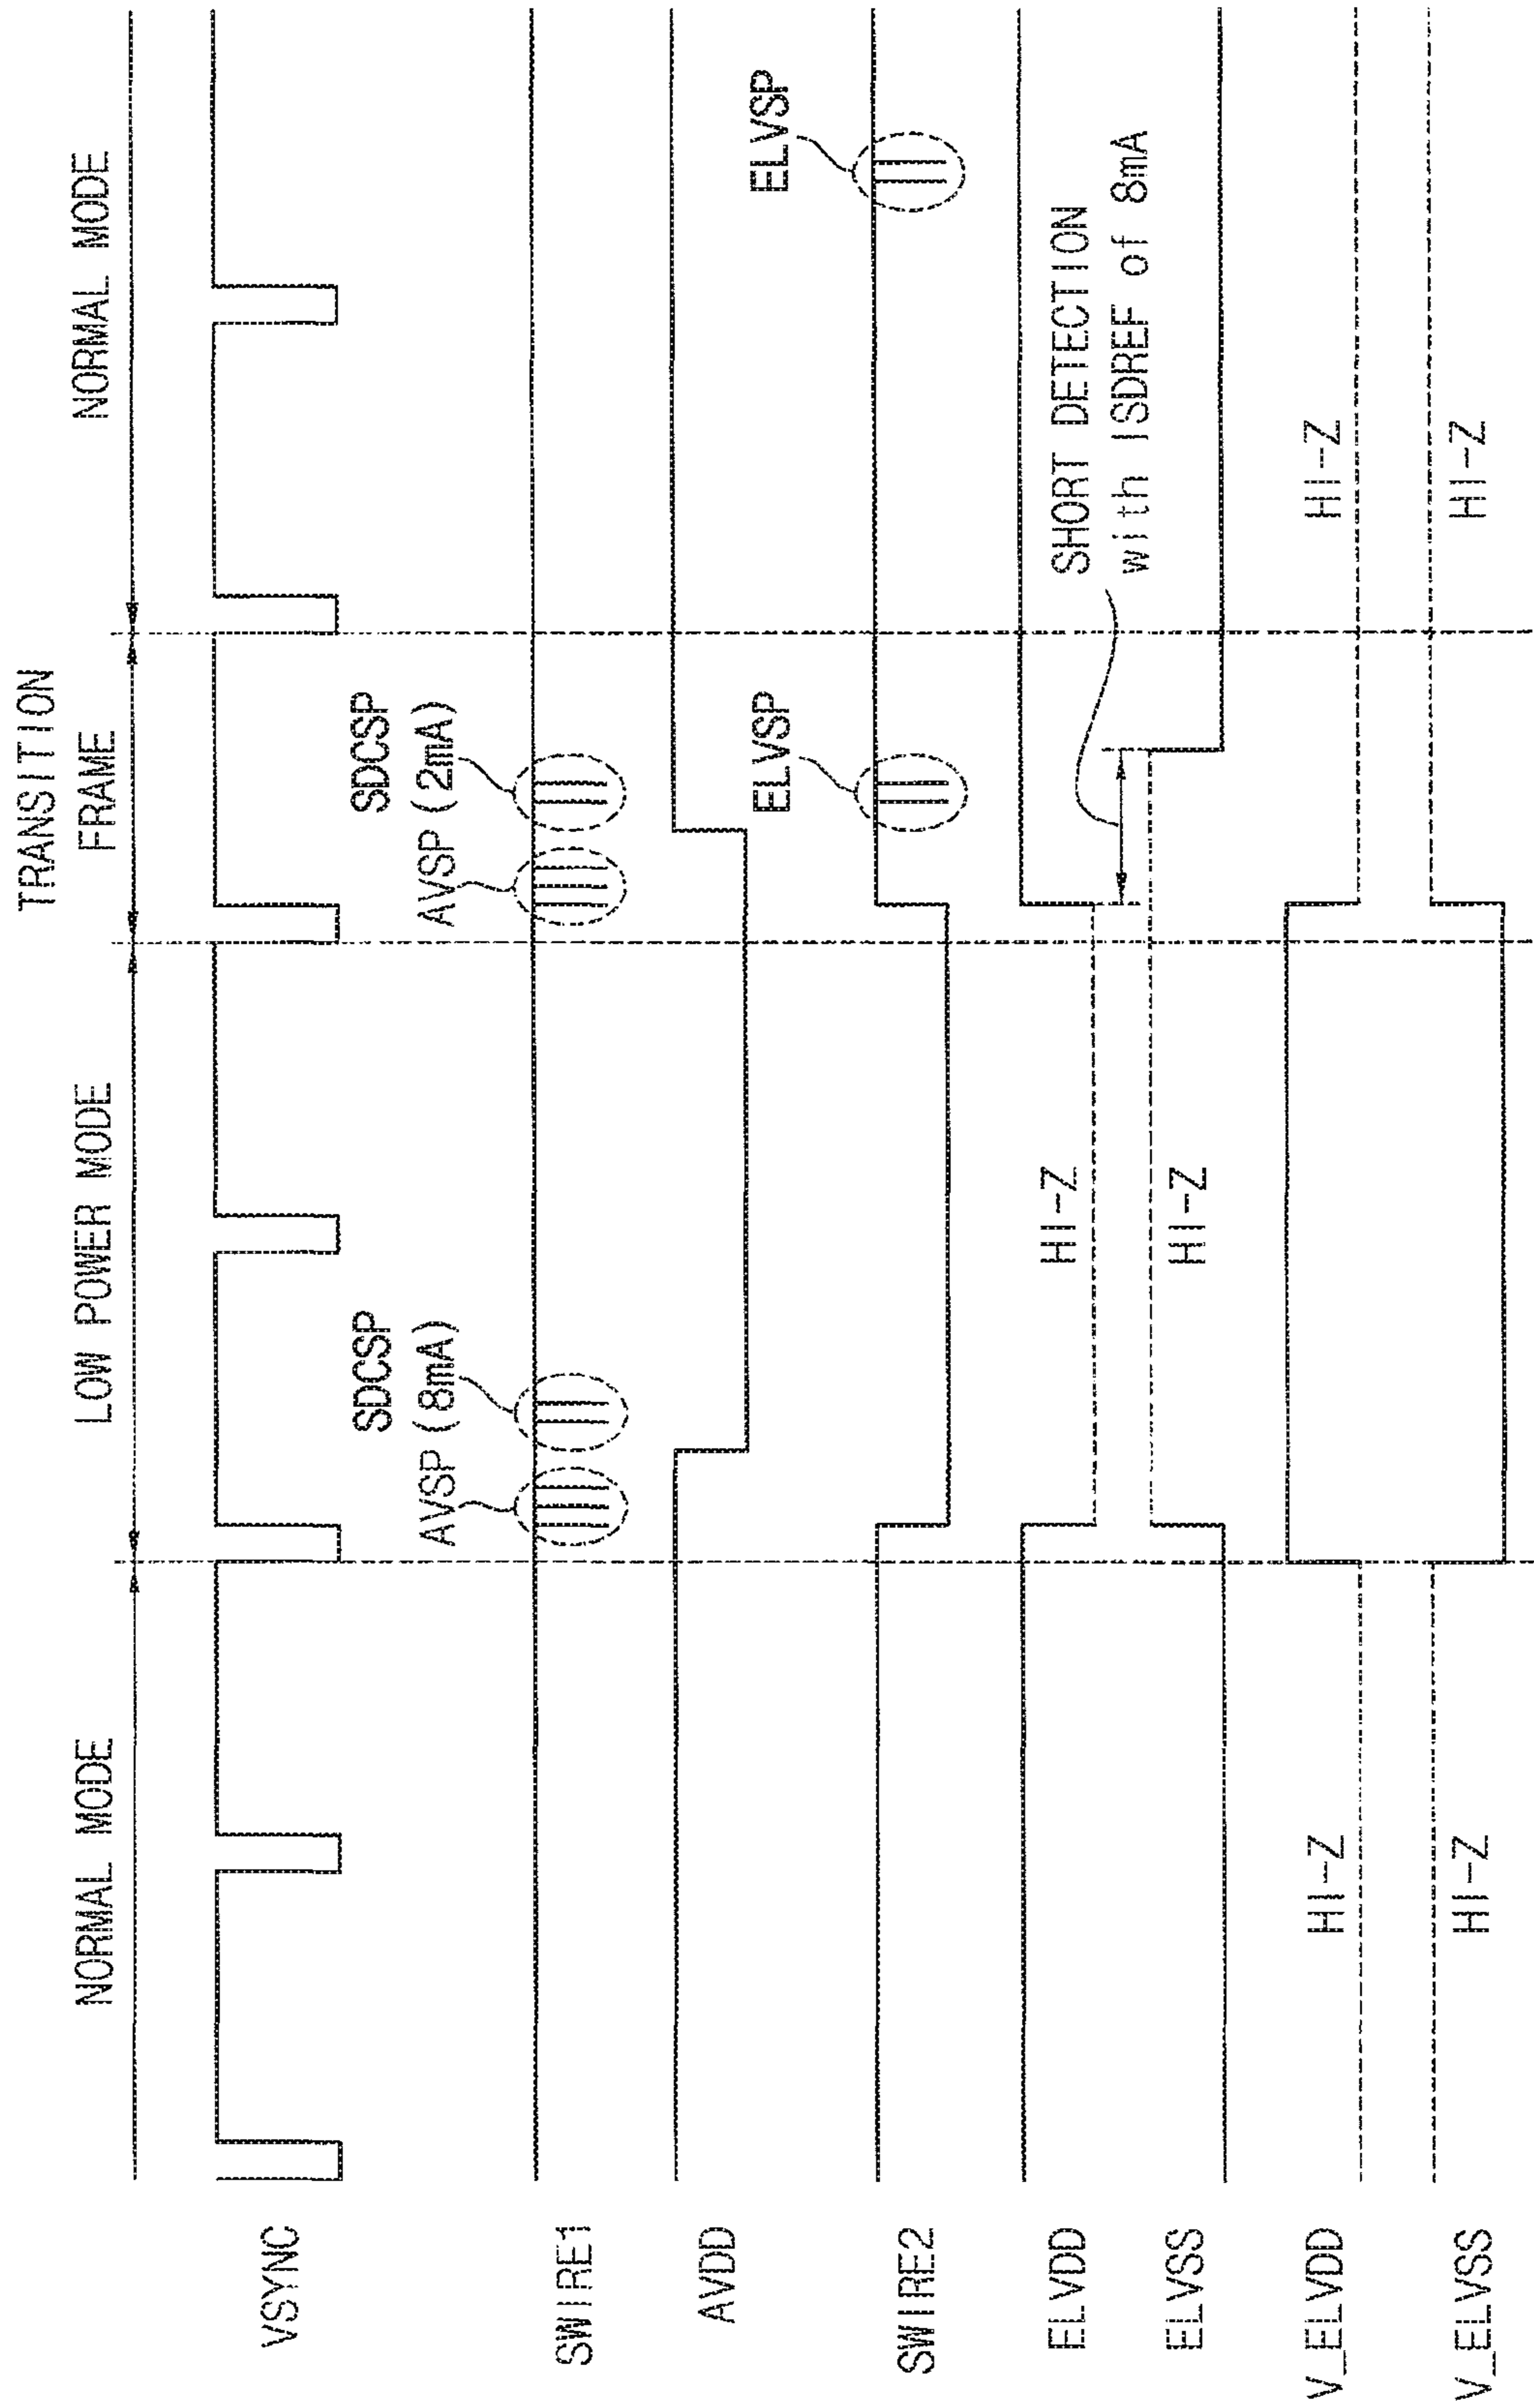 NORMAL MODE
LOW POWER MODE
TRANSITION
FRAME
NORMAL MODE
VSYNC
SDCSP
AVSP (8mA)
SDCSP
AVSP (2mA)
SWIRE1
AVDD
ELVSP
ELVSP
SWIRE2
ELVDD
HI-Z
SHORT DETECTION
with ISDREF of 8mA
ELVSS
HI-Z
V_ELVDD
HI-Z
HI-Z
V_ELVSS
HI-Z
HI-Z